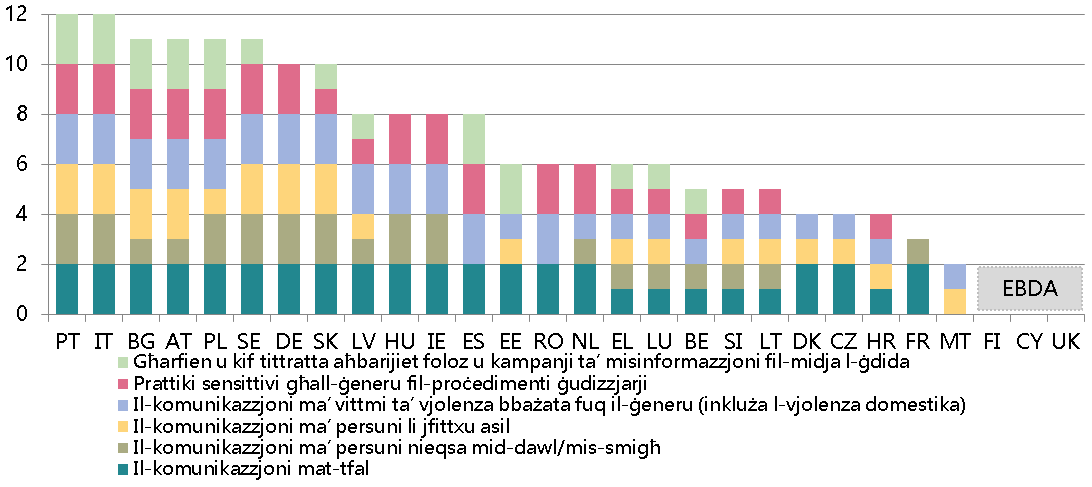 12
10
8
6
4
2
0
EBDA
PT IT BG AT PL SE DE SK LV HU IE ES EE RO NL EL LU BE SI LT DK CZ HR FR MT FI CY UK
Għarfien u kif tittratta aħbarijiet foloz u kampanji ta’ misinformazzjoni fil-midja l-ġdida
Prattiki sensittivi għall-ġeneru fil-proċedimenti ġudizzjarji
Il-komunikazzjoni ma’ vittmi ta’ vjolenza bbażata fuq il-ġeneru (inkluża l-vjolenza domestika)
Il-komunikazzjoni ma’ persuni li jfittxu asil
Il-komunikazzjoni ma’ persuni nieqsa mid-dawl/mis-smigħ
Il-komunikazzjoni mat-tfal